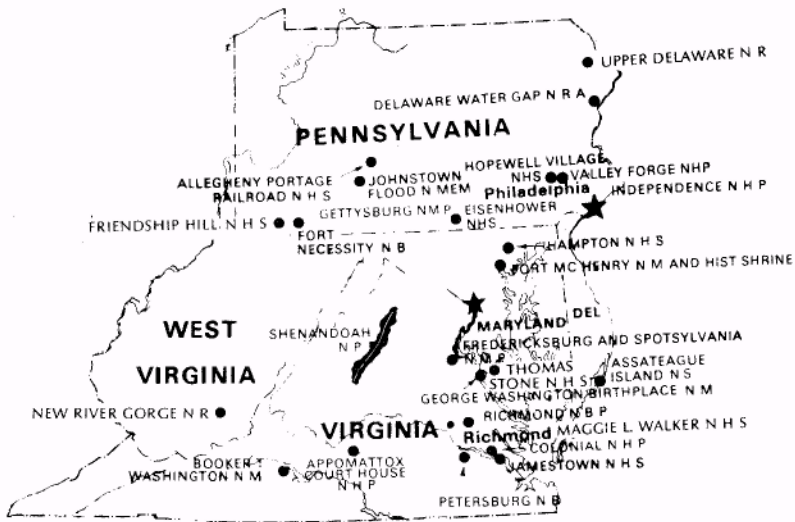 UPPER DELAWARE N R
DELAWARE WATER GAP N R A
PENNSYLVANIA
HOPEWELL VILLAGE
NHS
VALLEY FORGE NHP
ALLEGHENY PORTAGE
RAILROAD N H S
JOHNSTOWN
FLOOD N MEM
Philadelphia
INDEPENDENCE N H P
GETTYSBURG NM P
EISENHOWER
NHS
FRIENDSHIP HILL N H S
FORT
NECESSITY N B
HAMPTON N H S
FORT MC HENRY N M AND HIST SHRINE
WEST
VIRGINIA
SHENANDOAH
N P
MARYLAND
DEL
FREDERICKSBURG AND SPOTSYLVANIA
N M P
THOMAS
STONE N H S
ASSATEAGUE
ISLAND N S
GEORGE WASHINGTON BIRTHPLACE N M
NEW RIVER GORGE N R
RICHMOND N B P
VIRGINIA
Richmond
MAGGIE L. WALKER N H S
COLONIAL N H P
JAMESTOWN N H S
BOOKER T
WASHINGTON N M
APPOMATTOX
COURT HOUSE
N H P
PETERSBURG N B